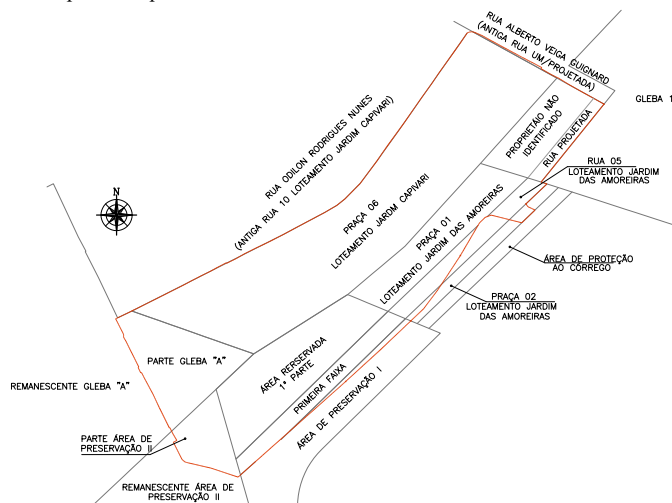 RUA ALBERTO VEIGA GUIGNARD
(ANTIGA RUA UM/PROJETADA)
GLEBA 1
PROPRIETÁIO NÃO
IDENTIFICADO
RUA PROJETADA
RUA ODILON RODRIGUES NUNES
(ANTIGA RUA 10 LOTEAMENTO JARDIM CAPIVARI)
RUA 05
LOTEAMENTO JARDIM
DAS AMOREIRAS
N
PRAÇA 06
LOTEAMENTO JARDIM CAPIVARI
PRAÇA 01
LOTEAMENTO JARDIM DAS AMOREIRAS
ÁREA DE PROTEÇÃO
AO CÓRREGO
PRAÇA 02
LOTEAMENTO JARDIM
DAS AMOREIRAS
PARTE GLEBA "A"
REMANESCENTE GLEBA "A"
ÁREA RERSERVADA
1ª PARTE
PRIMEIRA FAIXA
ÁREA DE PRESERVAÇÃO I
PARTE ÁREA DE
PRESERVAÇÃO II
REMANESCENTE ÁREA DE
PRESERVAÇÃO II